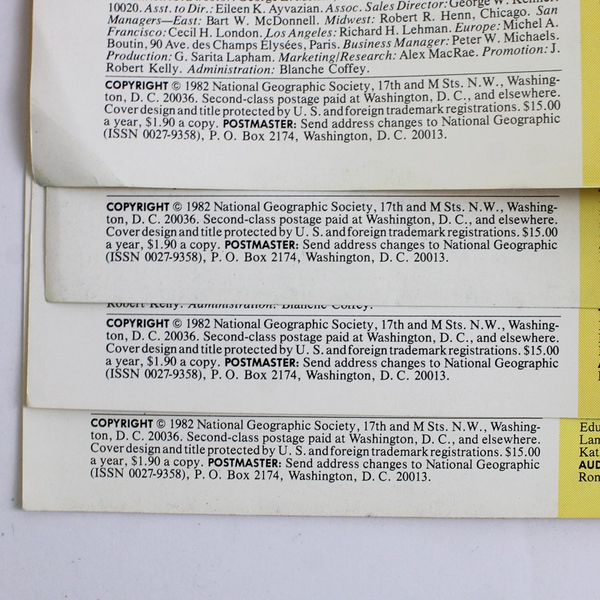 10020. Asst. to Dir.: Eileen K. Ayvazian. Assoc. Sales Director: George W. Kellner
Managers—East: Bart W. McDonnell. Midwest: Robert R. Henn, Chicago. San
Francisco: Cecil H. London. Los Angeles: Richard H. Lehman. Europe: Michel A.
Boutin, 90 Ave. des Champs Élysées, Paris. Business Manager: Peter W. Michaels.
Production: G. Sarita Lapham. Marketing/Research: Alex MacRae. Promotion: J.
Robert Kelly. Administration: Blanche Coffey.
COPYRIGHT © 1982 National Geographic Society, 17th and M Sts. N.W., Washing-
ton, D. C. 20036. Second-class postage paid at Washington, D. C., and elsewhere.
Cover design and title protected by U. S. and foreign trademark registrations. $15.00
a year, $1.90 a copy. POSTMASTER: Send address changes to National Geographic
(ISSN 0027-9358), P. O. Box 2174, Washington, D. C. 20013.
COPYRIGHT © 1982 National Geographic Society, 17th and M Sts. N.W., Washing-
ton, D. C. 20036. Second-class postage paid at Washington, D. C., and elsewhere.
Cover design and title protected by U. S. and foreign trademark registrations. $15.00
a year, $1.90 a copy. POSTMASTER: Send address changes to National Geographic
(ISSN 0027-9358), P. O. Box 2174, Washington, D. C. 20013.
Robert Kelly. Administration: Blanche Coffey.
COPYRIGHT © 1982 National Geographic Society, 17th and M Sts. N.W., Washing-
ton, D. C. 20036. Second-class postage paid at Washington, D. C., and elsewhere.
Cover design and title protected by U. S. and foreign trademark registrations. $15.00
a year, $1.90 a copy. POSTMASTER: Send address changes to National Geographic
(ISSN 0027-9358), P. O. Box 2174, Washington, D. C. 20013.
COPYRIGHT © 1982 National Geographic Society, 17th and M Sts. N.W., Washing-
ton, D. C. 20036. Second-class postage paid at Washington, D. C., and elsewhere.
Cover design and title protected by U. S. and foreign trademark registrations. $15.00
a year, $1.90 a copy. POSTMASTER: Send address changes to National Geographic
(ISSN 0027-9358), P. O. Box 2174, Washington, D. C. 20013.
Edu
Lan
Kat
AUD
Ron